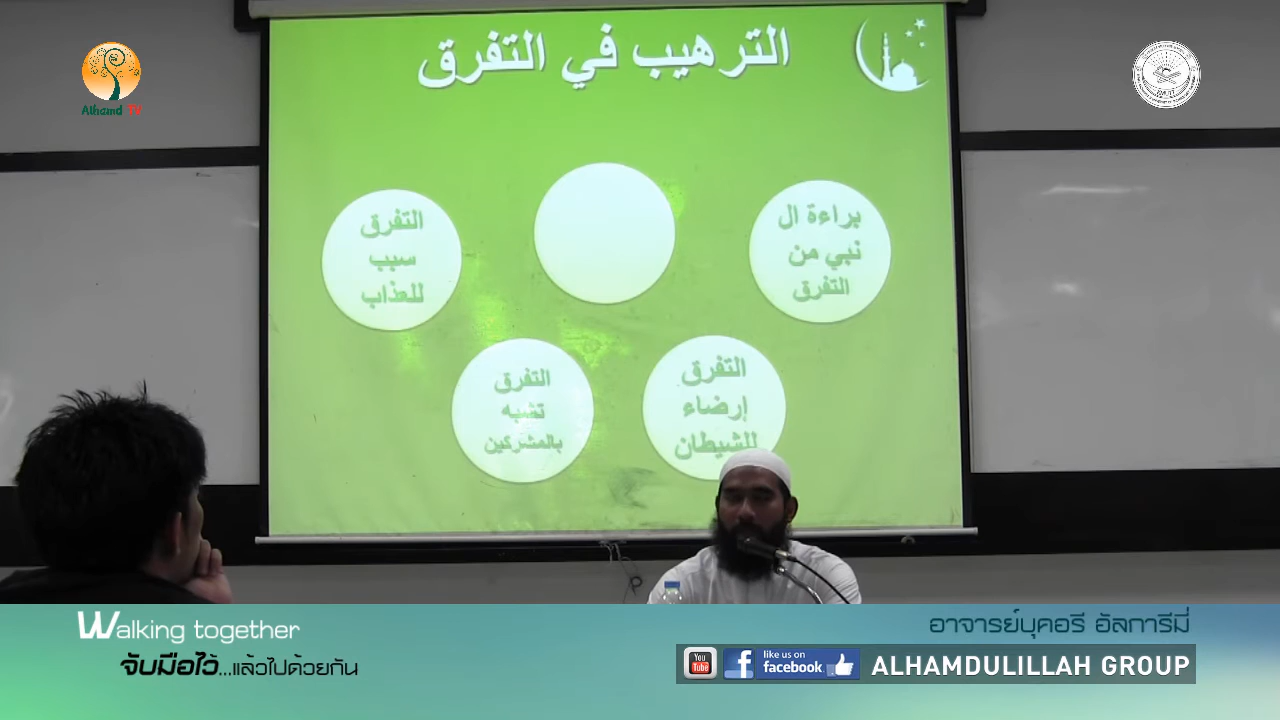 الترهيب في التفرق
براءة ال
نبي من
التفرق
التفرق
سبب
للعذاب
التفرق
إرضاء
للشيطان
التفرق
تشبه
بالمشركين
Alhamd TV
Walking together
จับมือไว้...แล้วไปด้วยกัน
อาจารย์บุคอรี อัลการีมี่
You
Tube
like us on
facebook
ALHAMDULILLAH GROUP